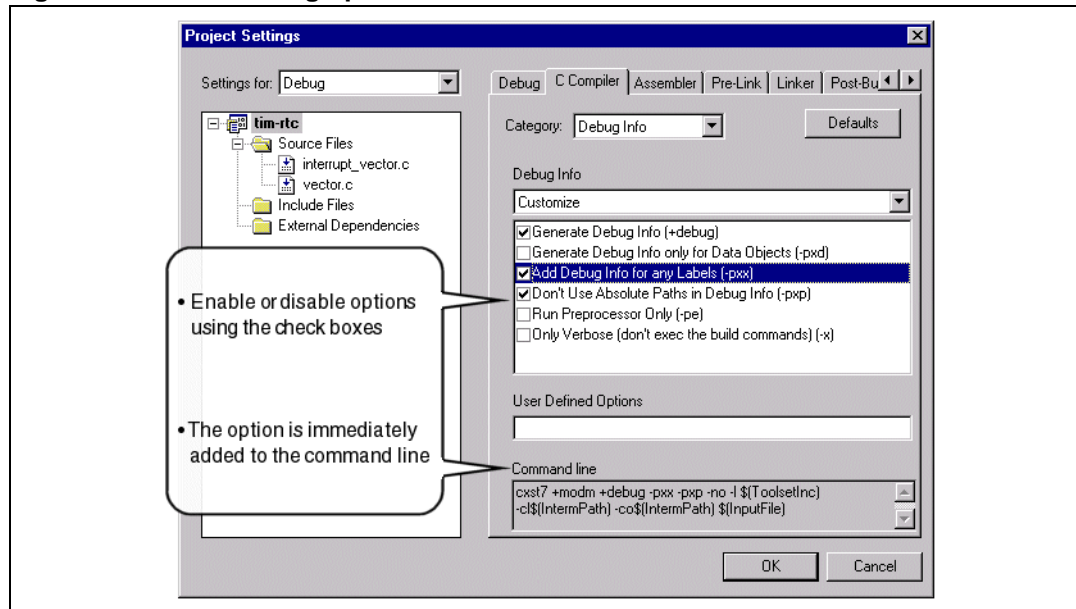 Project Settings
Settings for: Debug
tim-rtc
Source Files
interrupt_vector.c
vector.c
Include Files
External Dependencies
• Enable or disable options
using the check boxes
• The option is immediately
added to the command line
Debug C Compiler Assembler Pre-Link Linker Post-Bu
Category: Debug Info Defaults
Debug Info
Customize
Generate Debug Info (+debug)
Generate Debug Info only for Data Objects (-pxd)
Add Debug Info for any Labels (-pxx)
Don't Use Absolute Paths in Debug Info (-pxp)
Run Preprocessor Only (-pe)
Only Verbose (don't exec the build commands) (-x)
User Defined Options
Command line
cxst7 +modm +debug -pxx -pxp -no -l $(ToolsetInc)
-cl$(IntermPath) -co$(IntermPath) $(InputFile)
OK Cancel